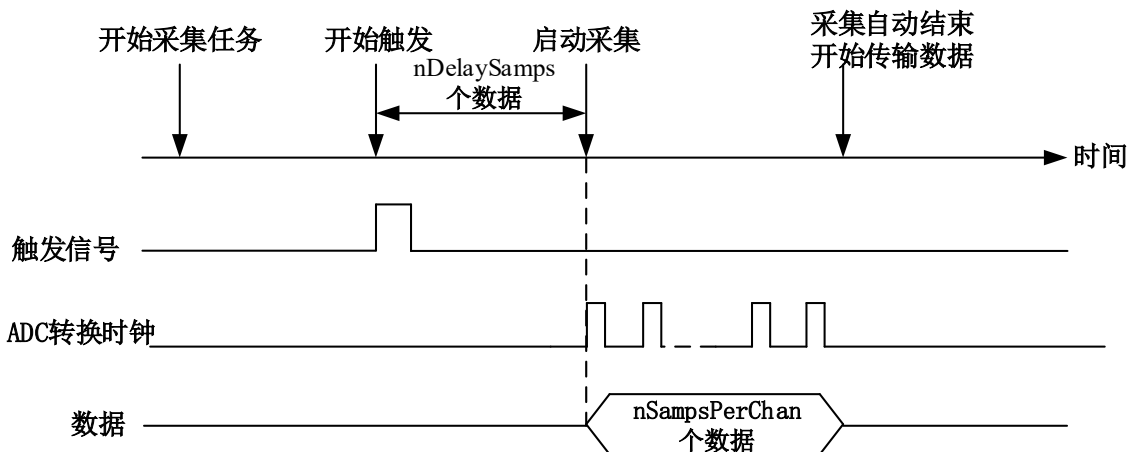 开始采集任务
开始触发
启动采集
采集自动结束
开始传输数据
nDelaySamps
个数据
时间
触发信号
ADC转换时钟
数据
nSampsPerChan
个数据